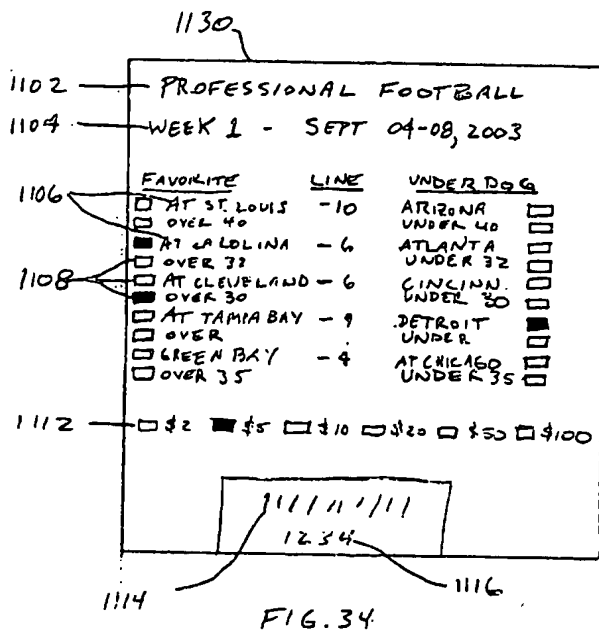 1130
1102 PROFESSIONAL FOOTBALL
1104 WEEK 1 - SEPT 04-08, 2003
FAVORITE LINE UNDERDOG
1106 AT ST. LOUIS -10 ARIZONA
OVER 40 UNDER 40
AT CALOLINA -6 ATLANTA
OVER 32 UNDER 32
1108 AT CLEVELAND -6 CINCINN.
OVER 30 UNDER 30
AT TAMPA BAY -9 DETROIT
OVER UNDER
GREEN BAY -4 AT CHICAGO
OVER 35 UNDER 35
1112 $2 $5 $10 $20 $50 $100
1234
1114 1116
FIG. 34